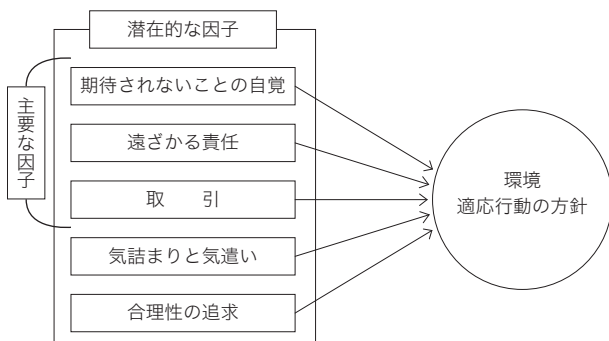 潜在的な因子
主要な因子
期待されないことの自覚
遠ざかる責任
取　　引
気詰まりと気遣い
合理性の追求
環境
適応行動の方針